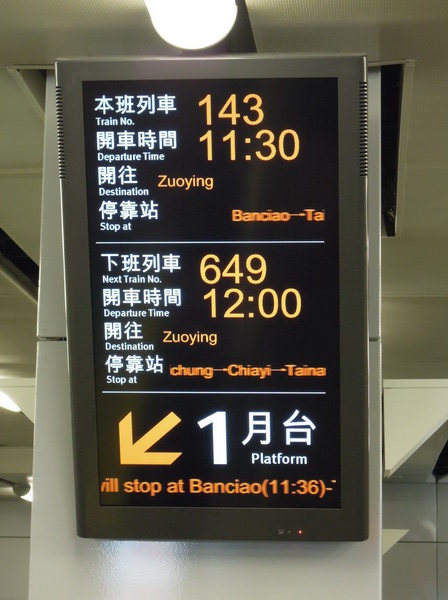 本班列車 143
Train No.
開車時間 11:30
Departure Time
開往 Zuoying
Destination
停靠站 Banciao→Ta
Stop at
下班列車 649
Next Train No.
開車時間 12:00
Departure Time
開往 Zuoying
Destination
停靠站 chung→Chiayi→Taina
Stop at
1 月台
Platform
ill stop at Banciao(11:36)-